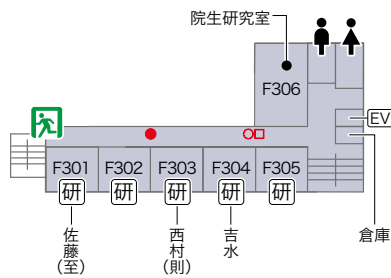 院生研究室
F306
EV
F301
F302
F303
F304
F305
研
研
研
研
研
佐藤(至)
西村(則)
吉水
倉庫